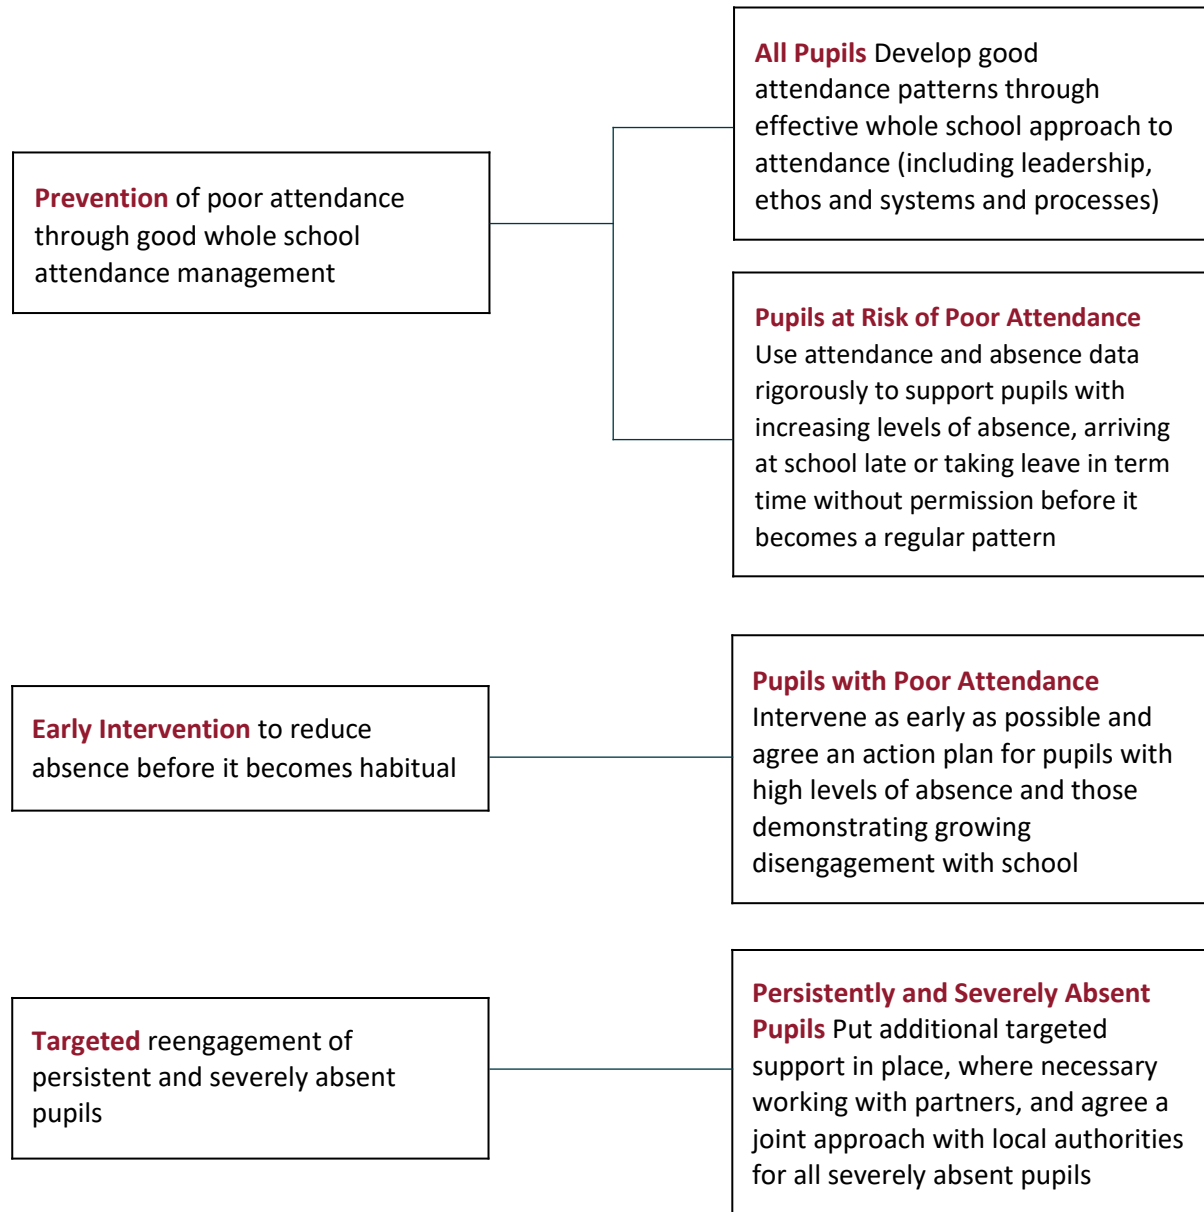 Prevention of poor attendance
through good whole school
attendance management
All Pupils Develop good
attendance patterns through
effective whole school approach to
attendance (including leadership,
ethos and systems and processes)
Pupils at Risk of Poor Attendance
Use attendance and absence data
rigorously to support pupils with
increasing levels of absence, arriving
at school late or taking leave in term
time without permission before it
becomes a regular pattern
Early Intervention to reduce
absence before it becomes habitual
Pupils with Poor Attendance
Intervene as early as possible and
agree an action plan for pupils with
high levels of absence and those
demonstrating growing
disengagement with school
Targeted reengagement of
persistent and severely absent
pupils
Persistently and Severely Absent
Pupils Put additional targeted
support in place, where necessary
working with partners, and agree a
joint approach with local authorities
for all severely absent pupils